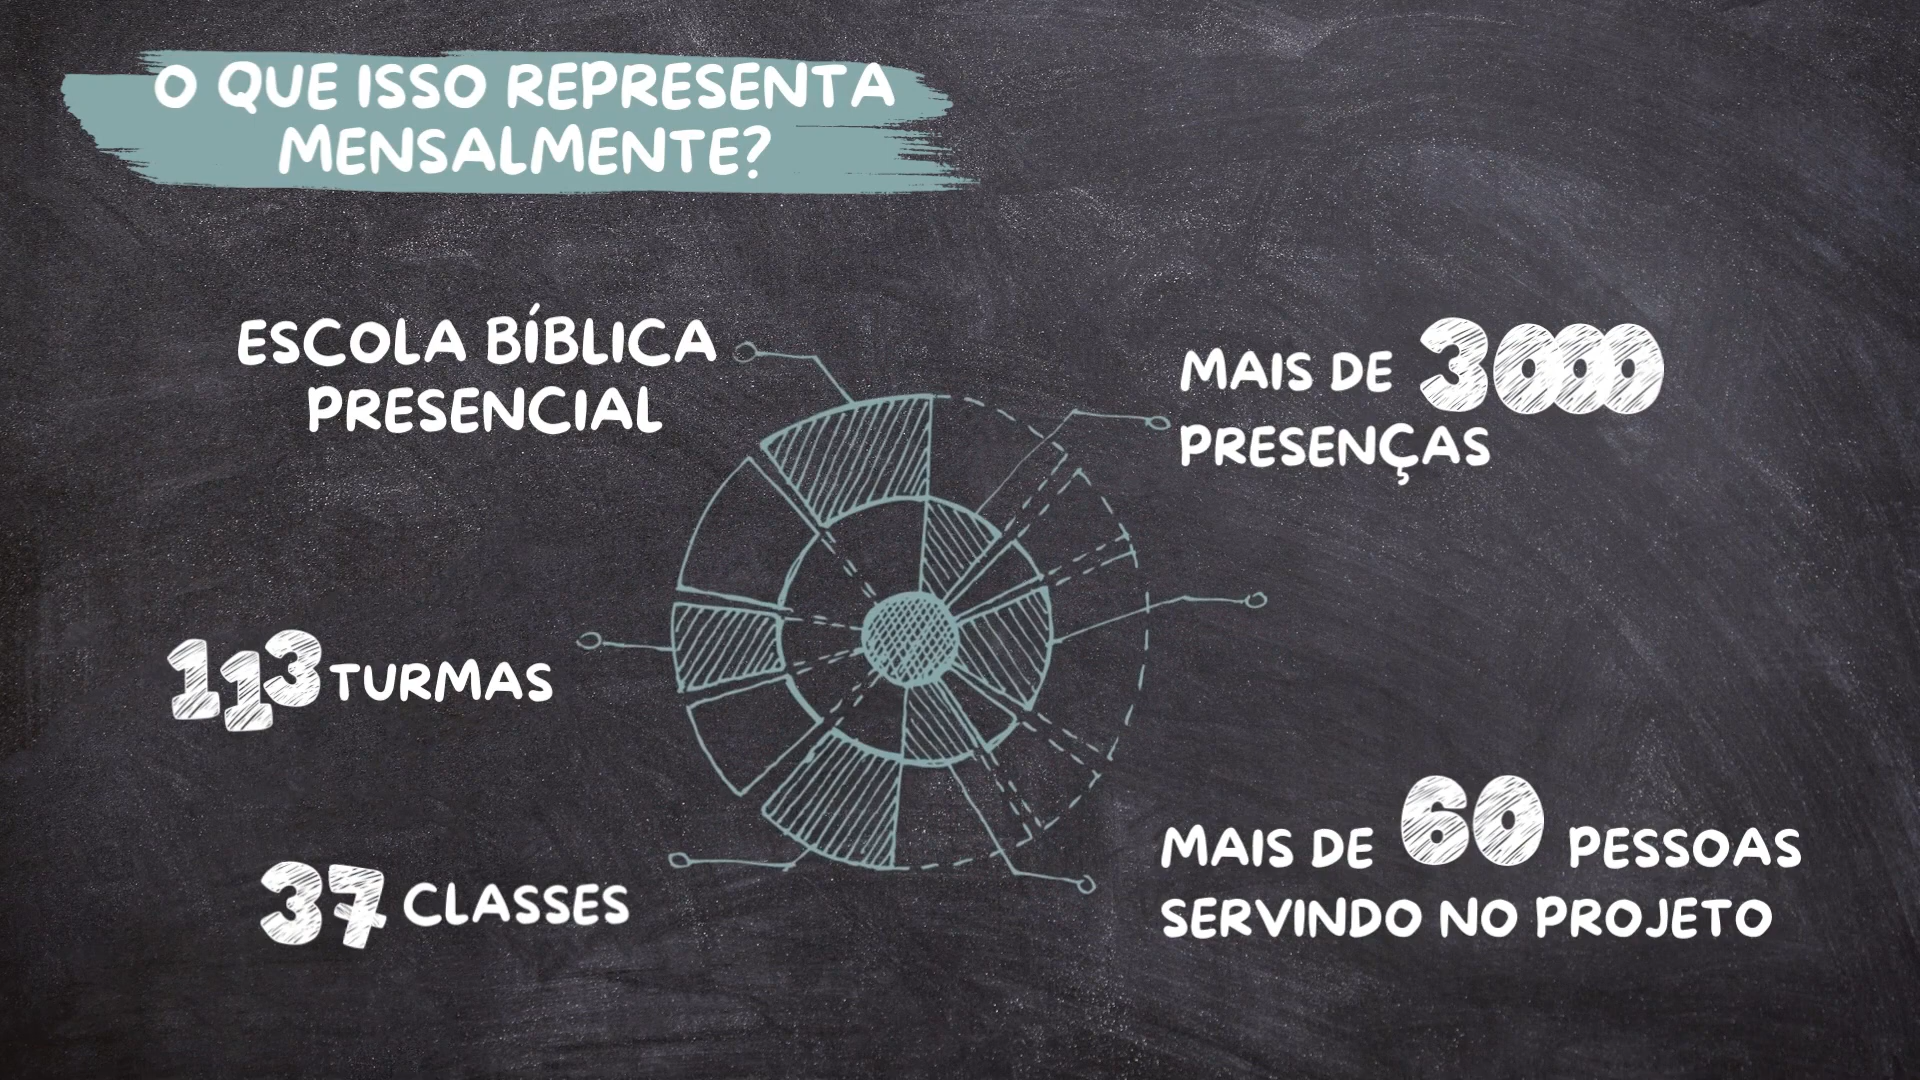 O QUE ISSO REPRESENTA
MENSALMENTE?
ESCOLA BÍBLICA
PRESENCIAL
MAIS DE 3000
PRESENÇAS
113 TURMAS
37 CLASSES
MAIS DE 60 PESSOAS
SERVINDO NO PROJETO